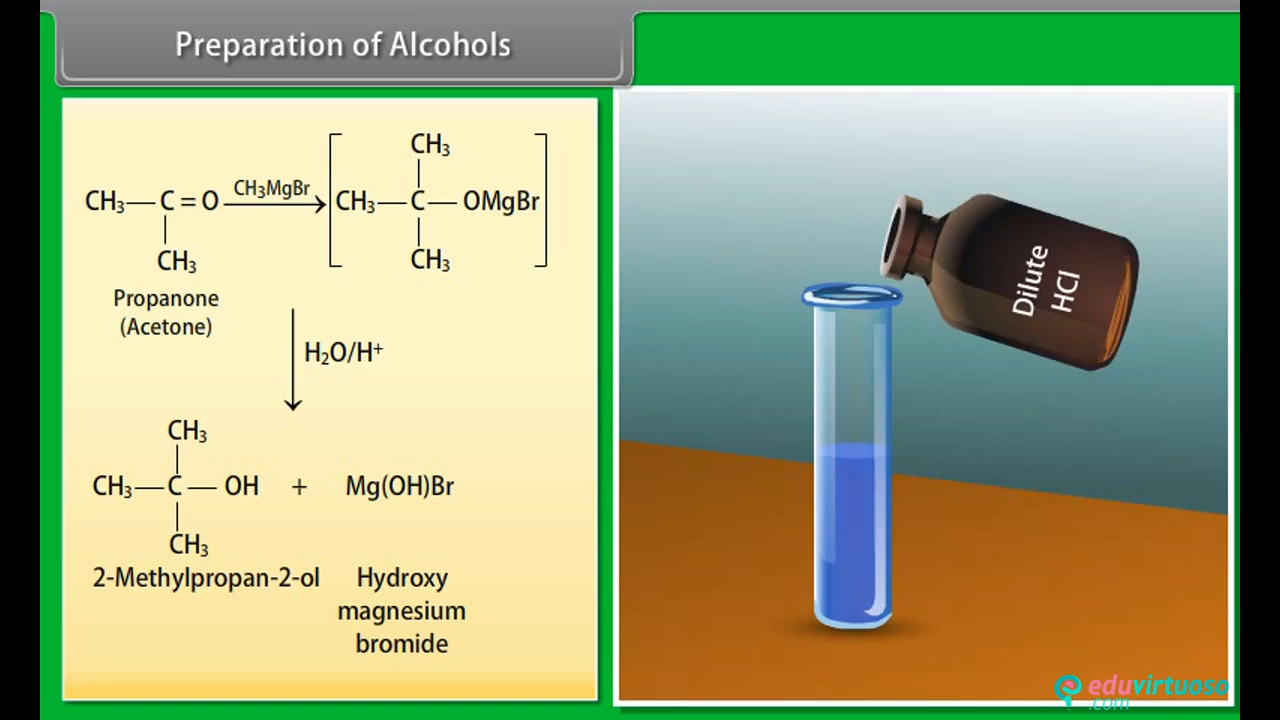 Preparation of Alcohols
CH₃
CH₃—C=O CH₃MgBr CH₃—C—OMgBr
CH₃ CH₃
Propanone
(Acetone)
H₂O/H⁺
CH₃
CH₃—C—OH + Mg(OH)Br
CH₃
2-Methylpropan-2-ol Hydroxy
magnesium
bromide
Dilute
HCl
eduvirtuoso
.com